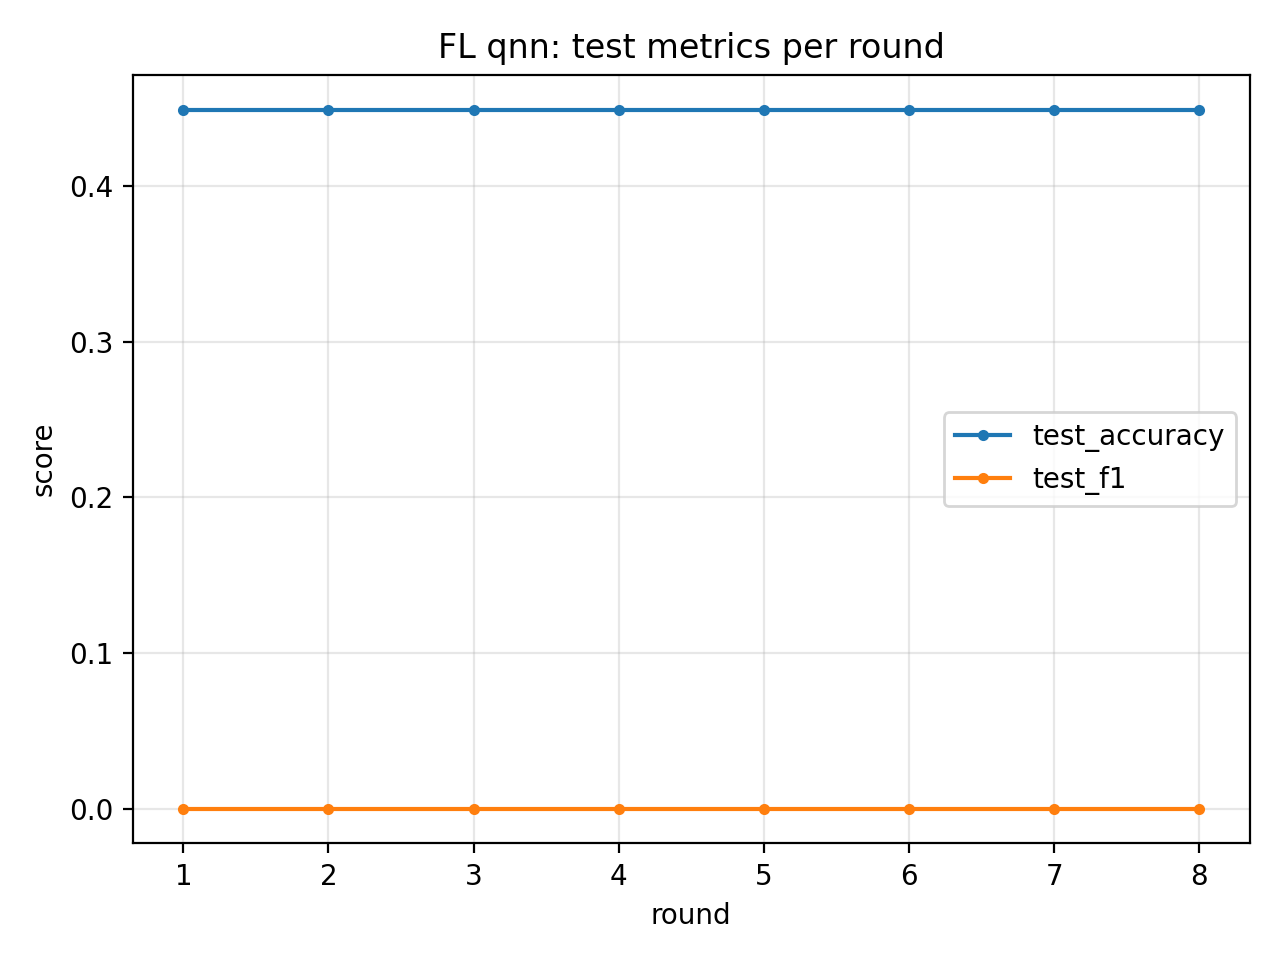 FL qnn: test metrics per round
0.4
0.3
0.2
0.1
0.0
score
test_accuracy
test_f1
1 2 3 4 5 6 7 8
round